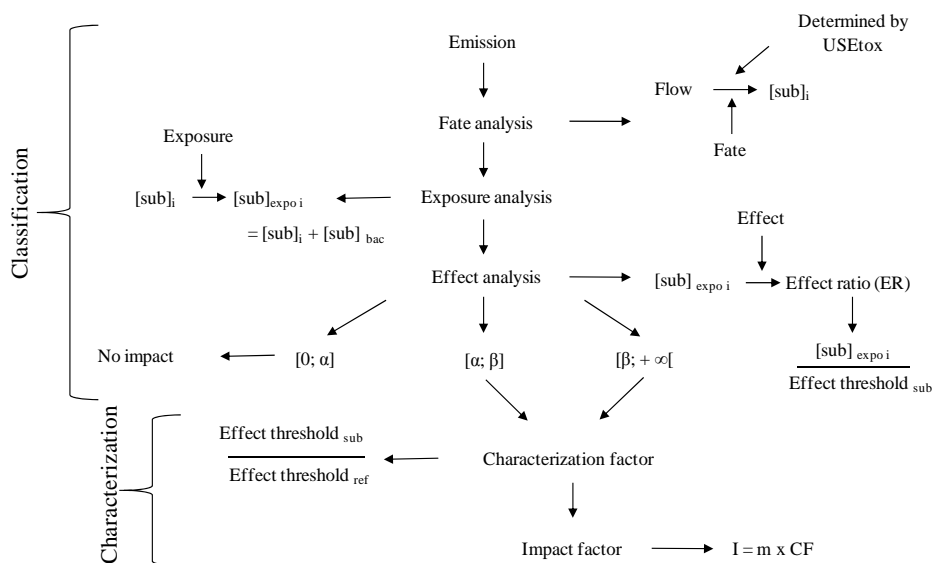 Determined by
USEtox
Emission
Flow
[sub]i
Fate analysis
Fate
Exposure
[sub]i
[sub]expo i
= [sub]i + [sub] bac
Exposure analysis
Effect
Effect analysis
[sub] expo i
Effect ratio (ER)
No impact
[0; α]
[α; β]
[β; + ∞[
[sub] expo i
Effect threshold sub
Classification
Effect threshold sub
Effect threshold ref
Characterization factor
Characterization
Impact factor
I = m x CF